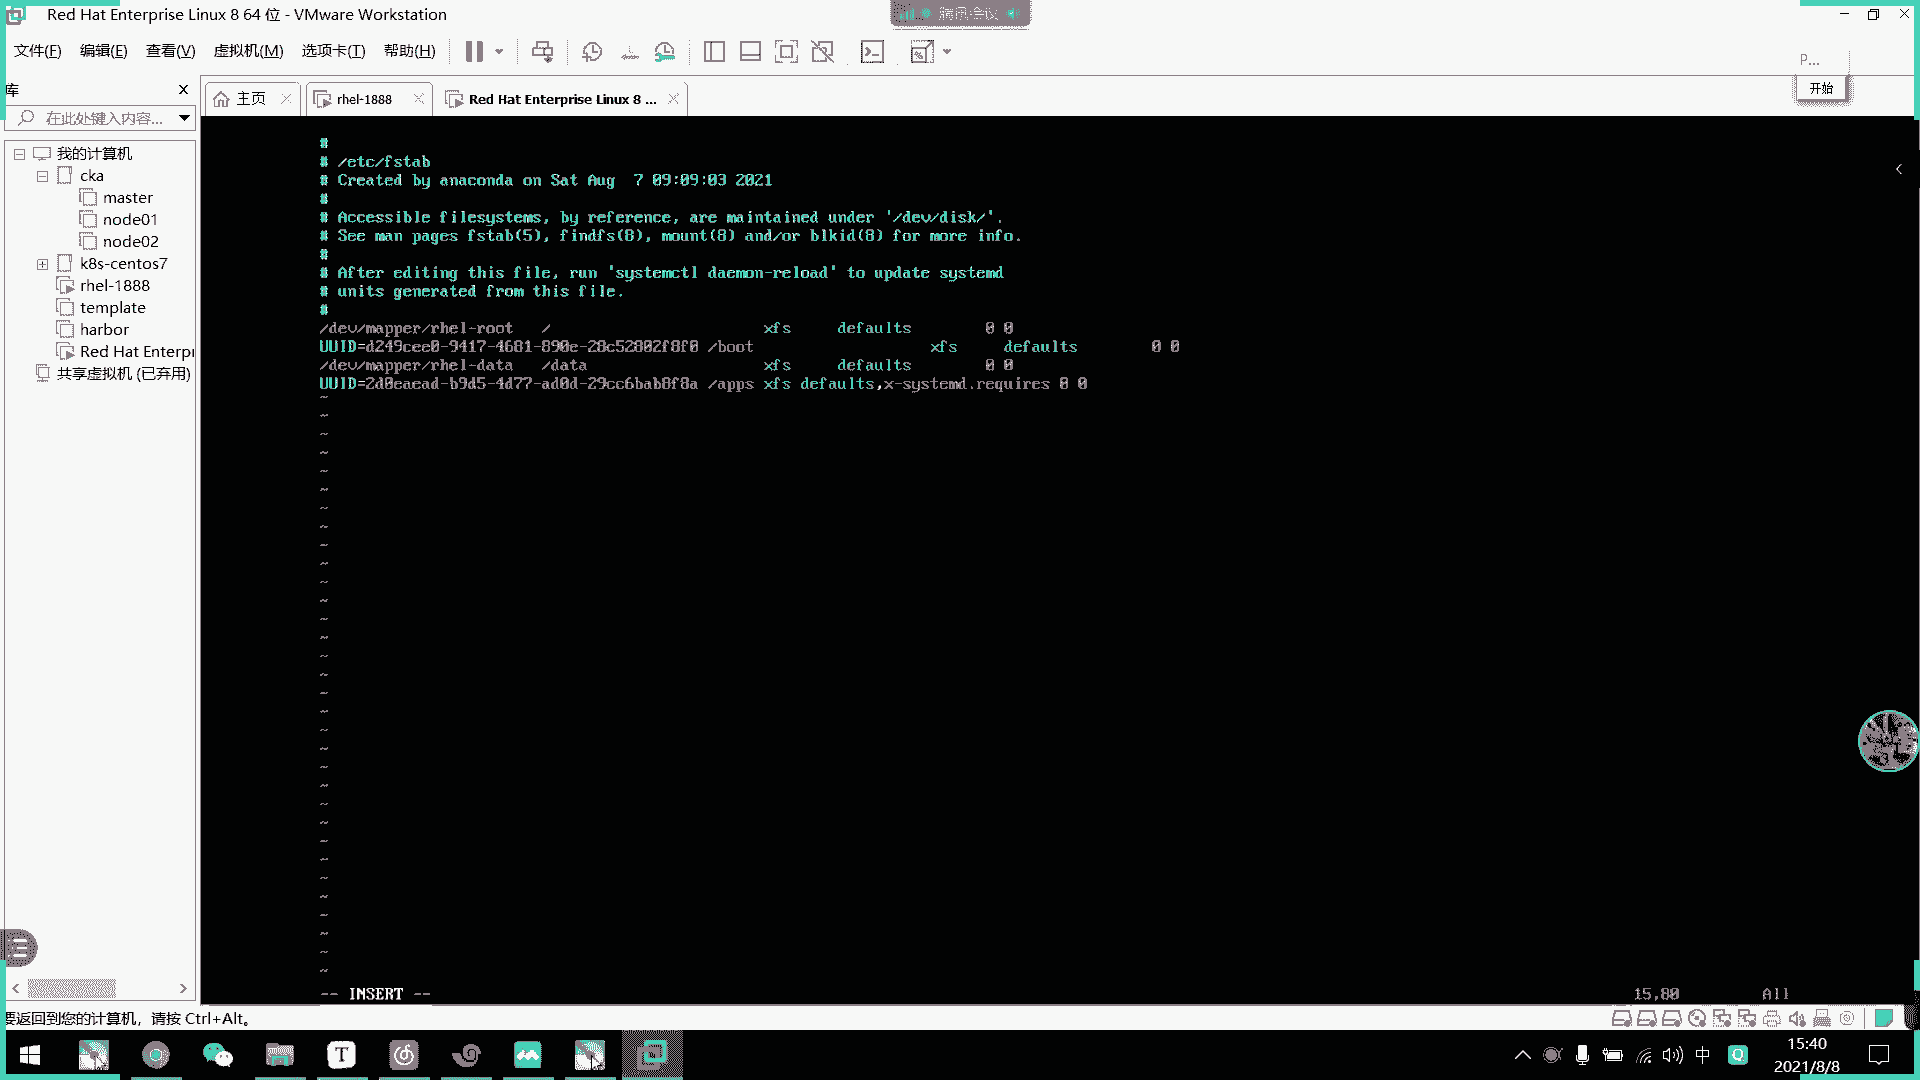 Red Hat Enterprise Linux 8 64 位 - VMware Workstation
腾讯会议
文件(F) 编辑(E) 查看(V) 虚拟机(M) 选项卡(T) 帮助(H)
P...
开始
库
在此处键入内容...
主页
rhel-1888
Red Hat Enterprise Linux 8 ...
我的计算机
cka
master
node01
node02
k8s-centos7
rhel-1888
template
harbor
Red Hat Enterpr
共享虚拟机 (已弃用)
#
# /etc/fstab
# Created by anaconda on Sat Aug  7 09:09:03 2021
#
# Accessible filesystems, by reference, are maintained under '/dev/disk/'.
# See man pages fstab(5), findfs(8), mount(8) and/or blkid(8) for more info.
#
# After editing this file, run 'systemctl daemon-reload' to update systemd
# units generated from this file.
#
/dev/mapper/rhel-root   /                       xfs     defaults        0 0
UUID=d249cee0-9417-4681-890e-28c52802f8f0 /boot                   xfs     defaults        0 0
/dev/mapper/rhel-data   /data                   xfs     defaults        0 0
UUID=2d0eaead-b9d5-4d77-ad0d-29cc6bab8f8a /apps xfs defaults,x-systemd.requires 0 0
-- INSERT --
15,80
All
要返回到您的计算机，请按 Ctrl+Alt。
中
15:40
2021/8/8